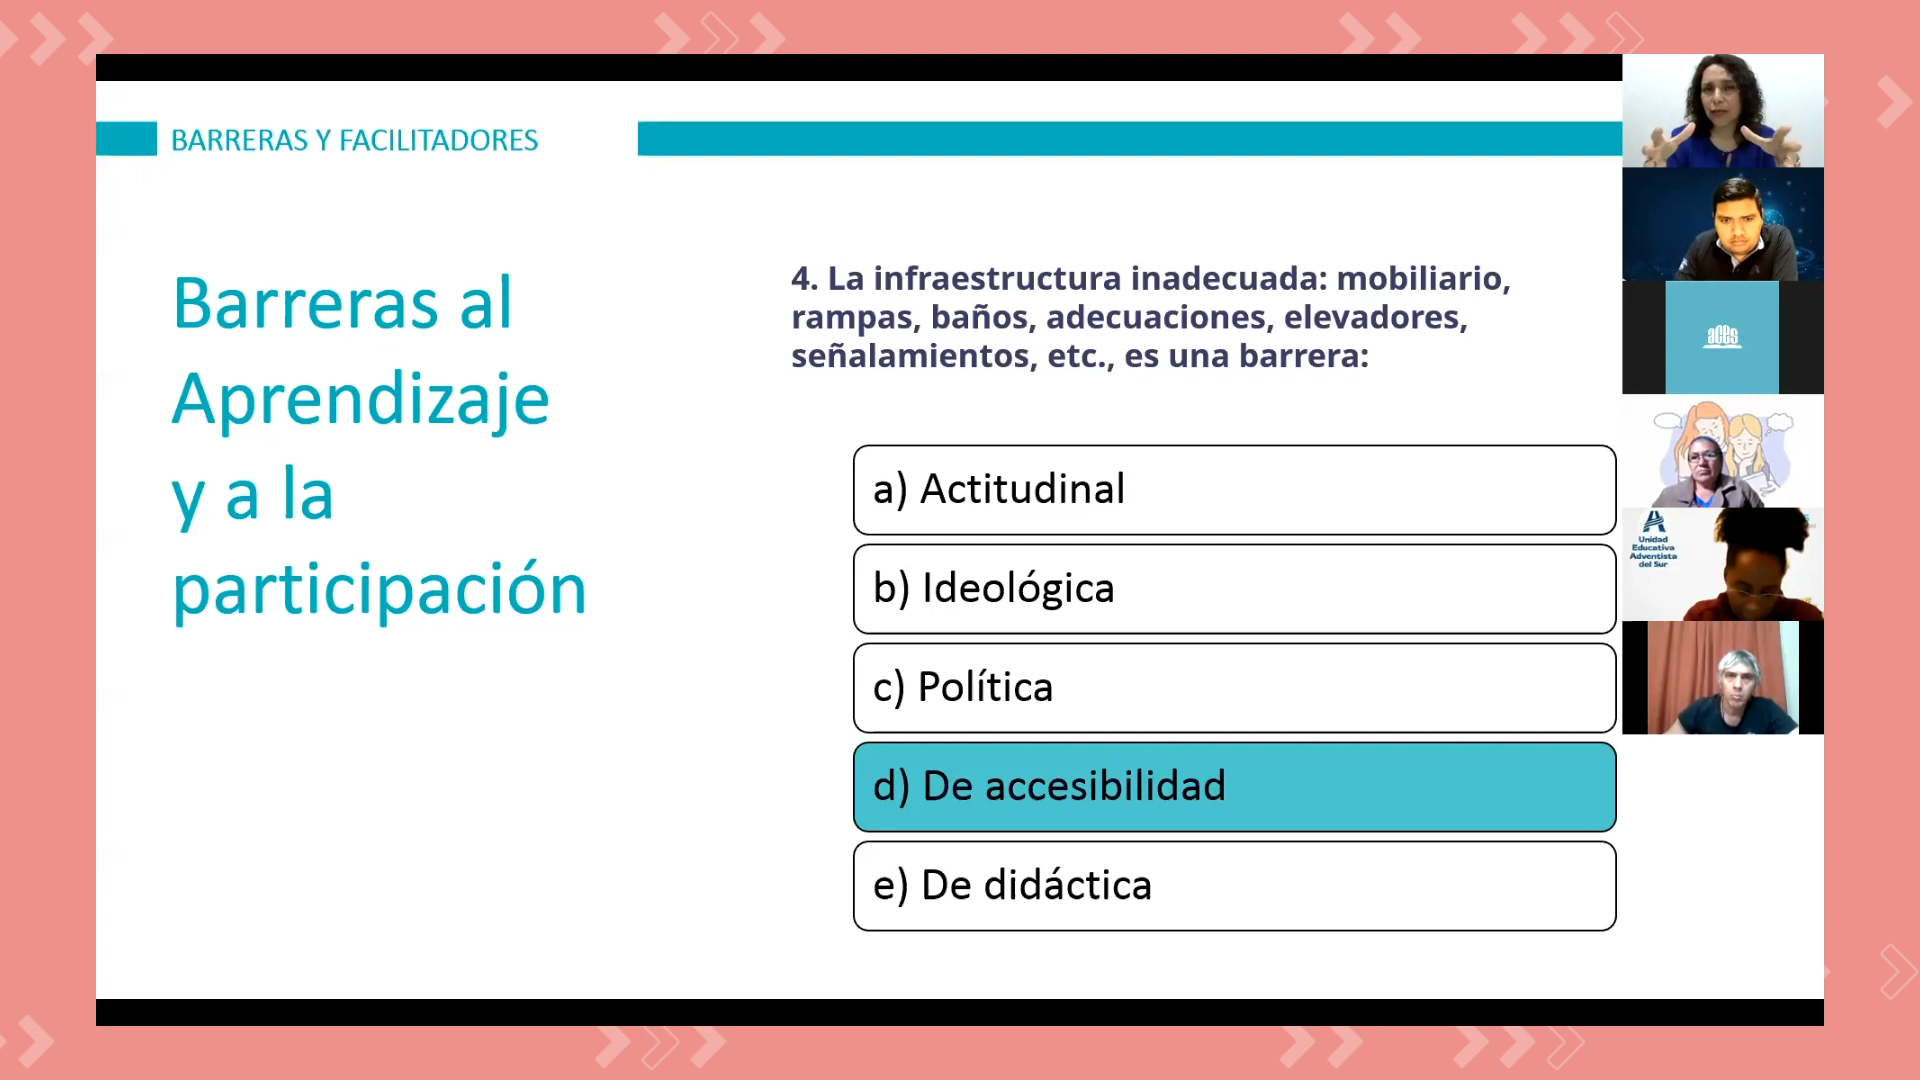 BARRERAS Y FACILITADORES
Barreras al
Aprendizaje
y a la
participación
4. La infraestructura inadecuada: mobiliario,
rampas, baños, adecuaciones, elevadores,
señalamientos, etc., es una barrera:
a) Actitudinal
b) Ideológica
c) Política
d) De accesibilidad
e) De didáctica
aces
Unidad
Educativa
Adventista
del Sur